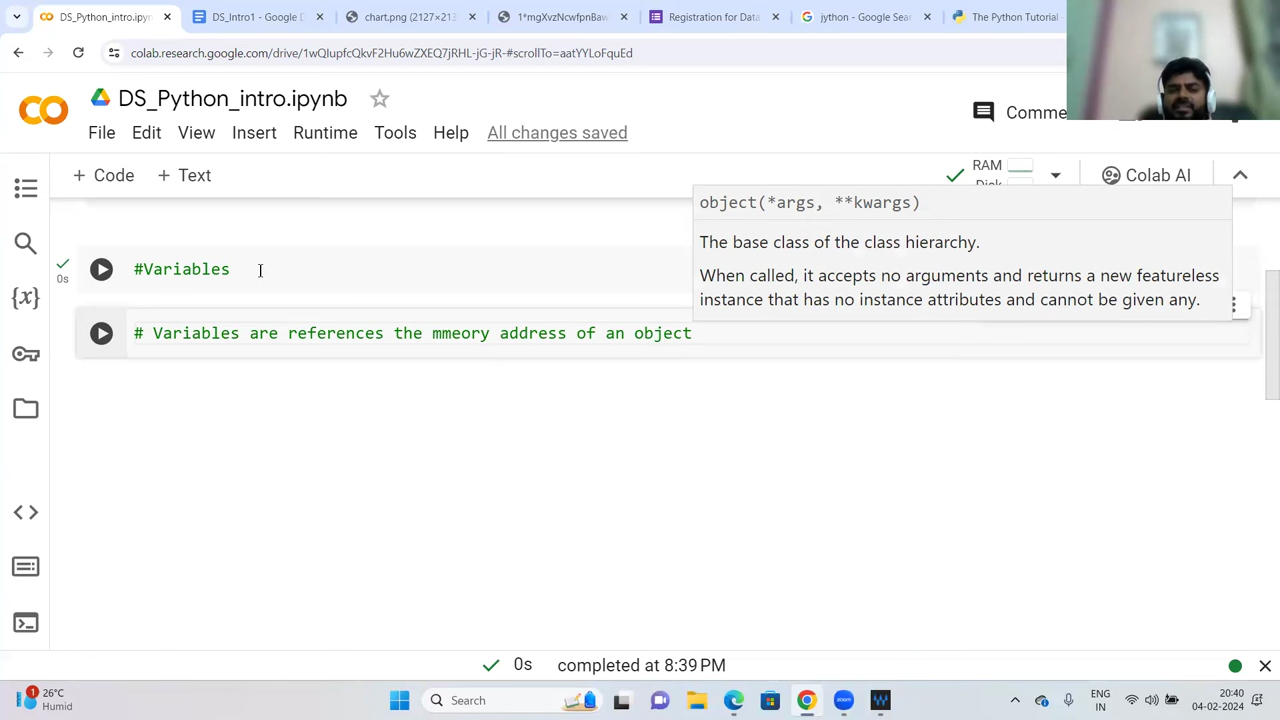 DS_Python_intro.ipynb
DS_Intro1 - Google D
chart.png (2127×213
1*mgXvzNcwfpnBaw
Registration for Data
jython - Google Sea
The Python Tutorial
colab.research.google.com/drive/1wQIupfcQkvF2Hu6wZXEQ7jRHL-jG-jR-#scrollTo=aatYYLoFquEd
CO DS_Python_intro.ipynb
Comme
File Edit View Insert Runtime Tools Help All changes saved
+ Code + Text
RAM
Disk
Colab AI
object(*args, **kwargs)
The base class of the class hierarchy.
When called, it accepts no arguments and returns a new featureless
instance that has no instance attributes and cannot be given any.
0s
#Variables
# Variables are references the mmeory address of an object
{x}
0s completed at 8:39 PM
1
26°C
Humid
Search
ENG
IN
20:40
04-02-2024